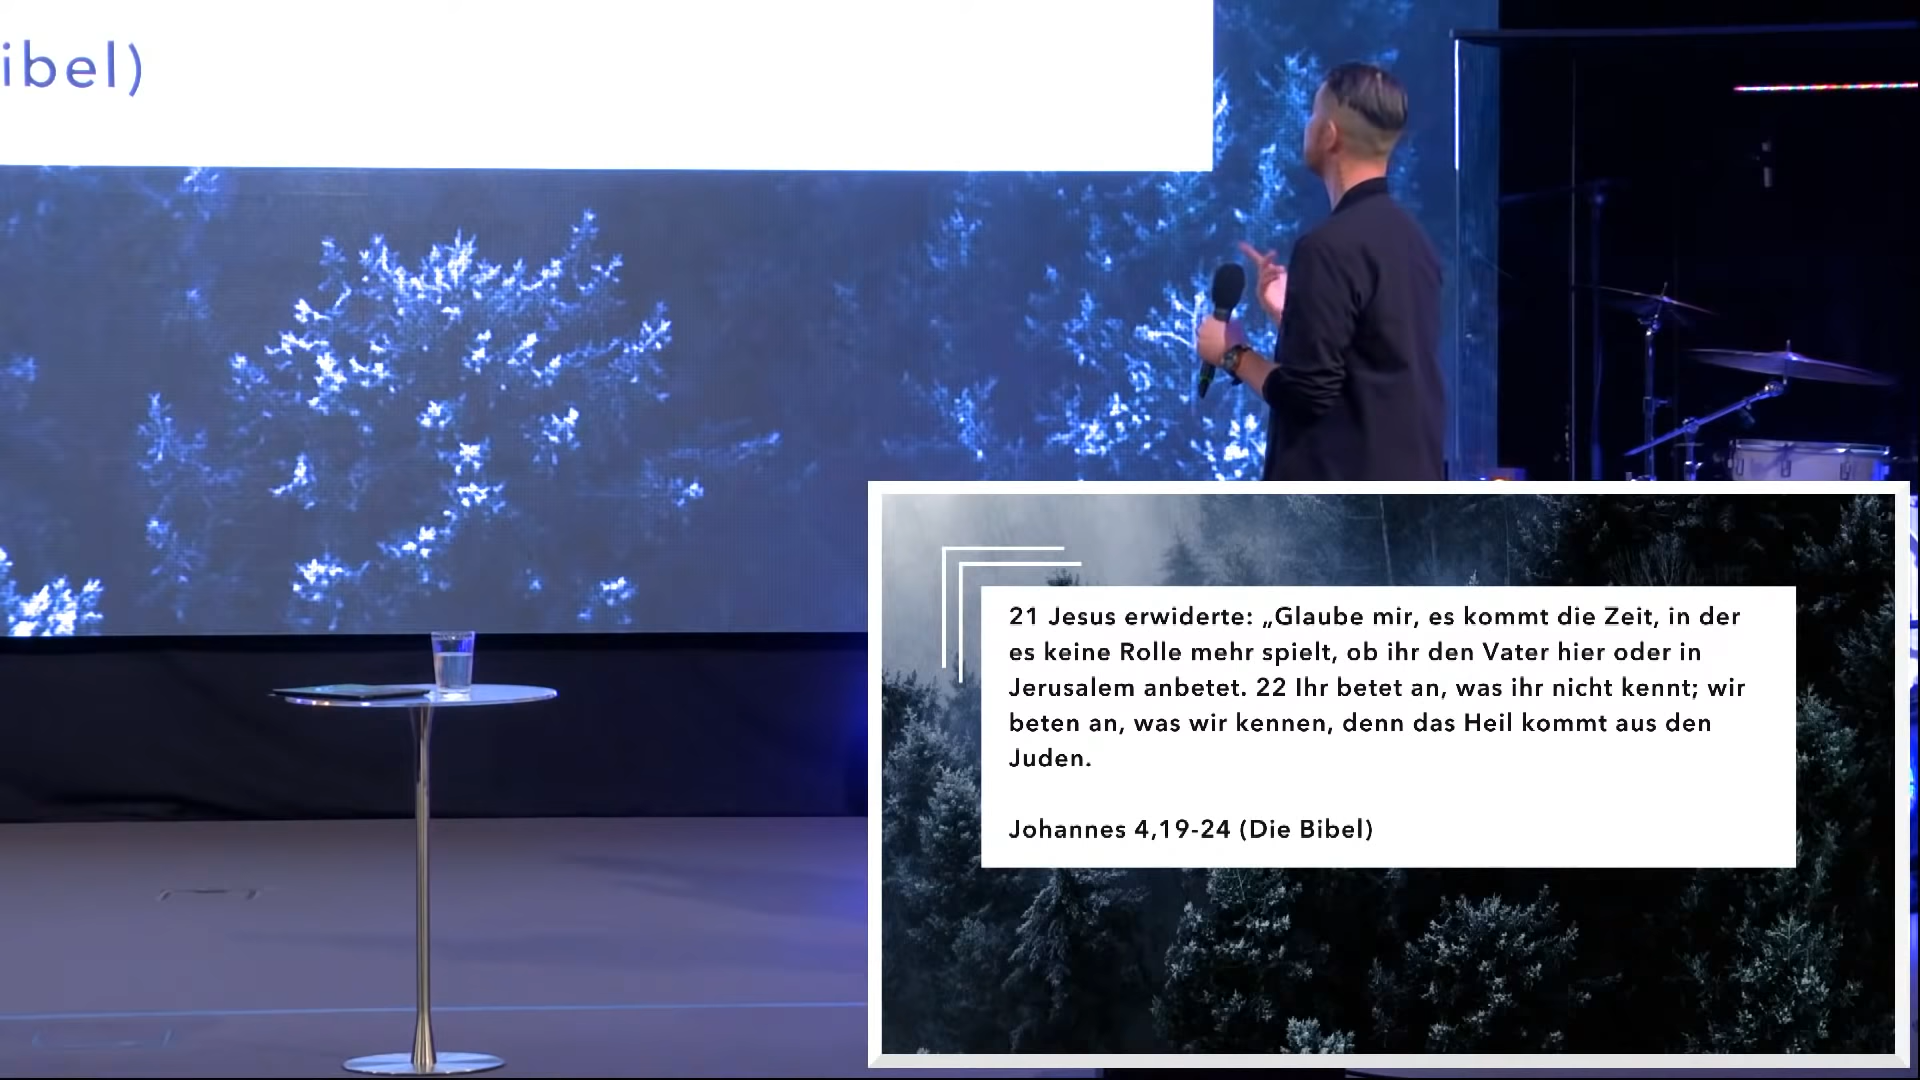 ibel)
21 Jesus erwiderte: „Glaube mir, es kommt die Zeit, in der
es keine Rolle mehr spielt, ob ihr den Vater hier oder in
Jerusalem anbetet. 22 Ihr betet an, was ihr nicht kennt; wir
beten an, was wir kennen, denn das Heil kommt aus den
Juden.
Johannes 4,19-24 (Die Bibel)